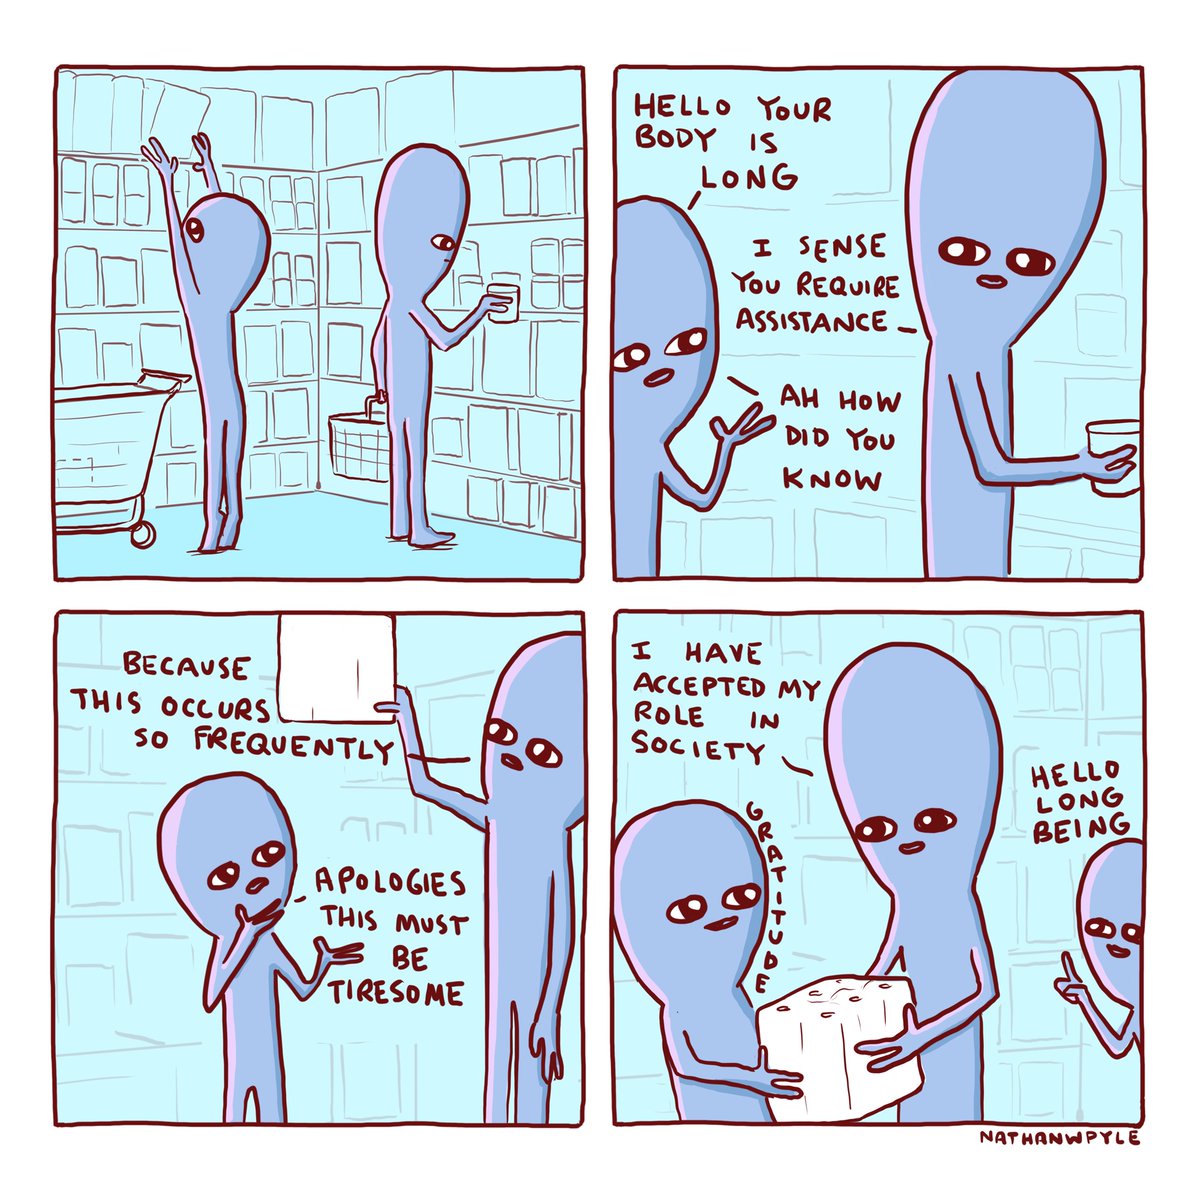 HELLO YOUR
BODY IS
LONG
I SENSE
YOU REQUIRE
ASSISTANCE
AH HOW
DID YOU
KNOW
BECAUSE
THIS OCCURS
SO FREQUENTLY
APOLOGIES
THIS MUST
BE
TIRESOME
I HAVE
ACCEPTED MY
ROLE IN
SOCIETY
GRATITUDE
HELLO
LONG
BEING
NATHANWPYLE